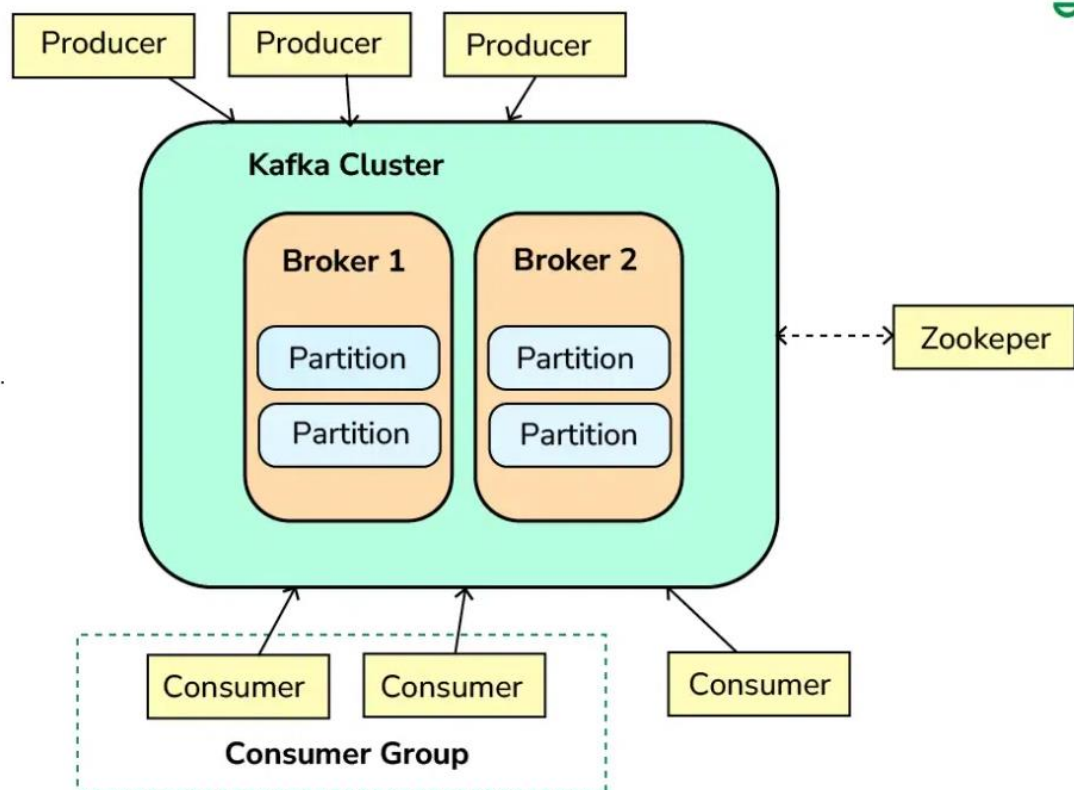 Producer
Producer
Producer
Kafka Cluster
Broker 1
Broker 2
Partition
Partition
Partition
Partition
Zookeper
Consumer
Consumer
Consumer
Consumer Group